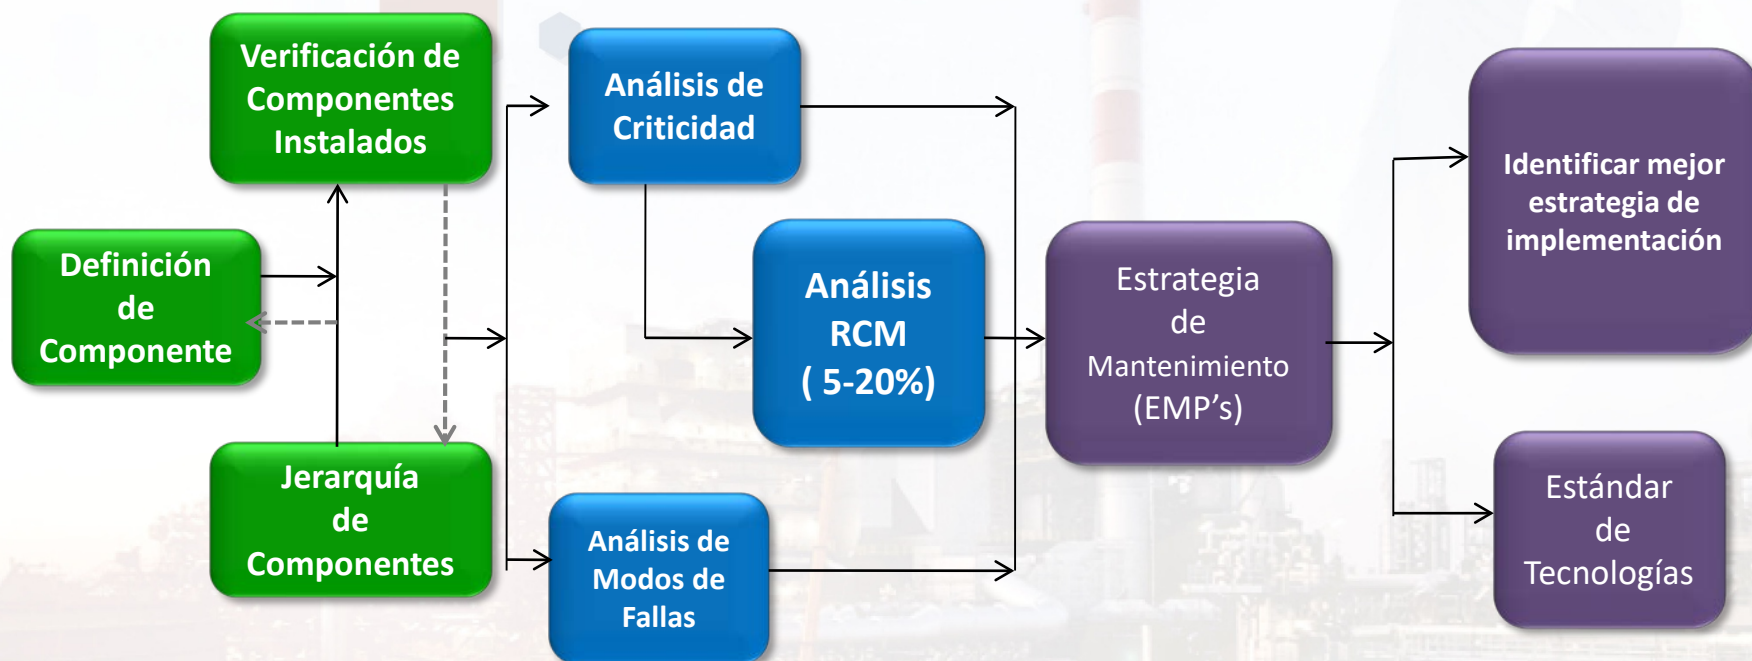 Verificación de
Componentes
Instalados
Definición
de
Componente
Jerarquía
de
Componentes
Análisis de
Criticidad
Análisis
RCM
( 5-20%)
Análisis de
Modos de
Fallas
Estrategia
de
Mantenimiento
(EMP’s)
Identificar mejor
estrategia de
implementación
Estándar
de
Tecnologías